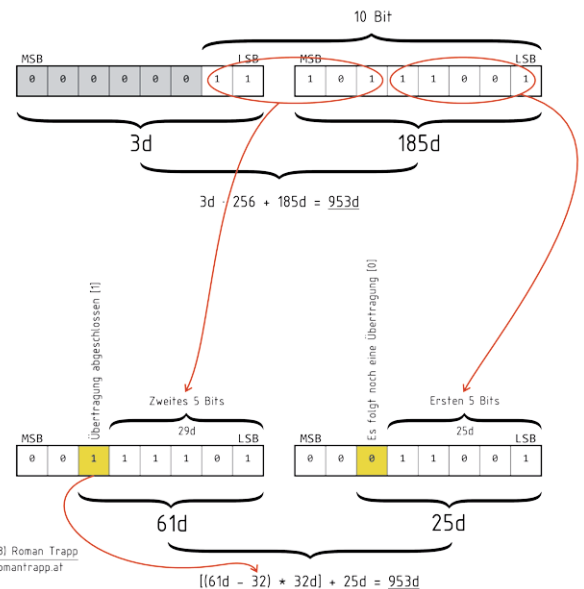 10 Bit
MSB LSB MSB LSB
0 0 0 0 0 0 1 1 1 0 1 1 1 0 0 1
3d 185d
3d · 256 + 185d = 953d
Übertragung abgeschlossen [1]
Es folgt noch eine Übertragung [0]
Zweites 5 Bits Ersten 5 Bits
29d 25d
MSB LSB MSB LSB
0 0 1 1 1 1 0 1 0 0 0 1 1 0 0 1
61d 25d
] Roman Trapp
omantrapp.at
[(61d - 32) * 32d] + 25d = 953d